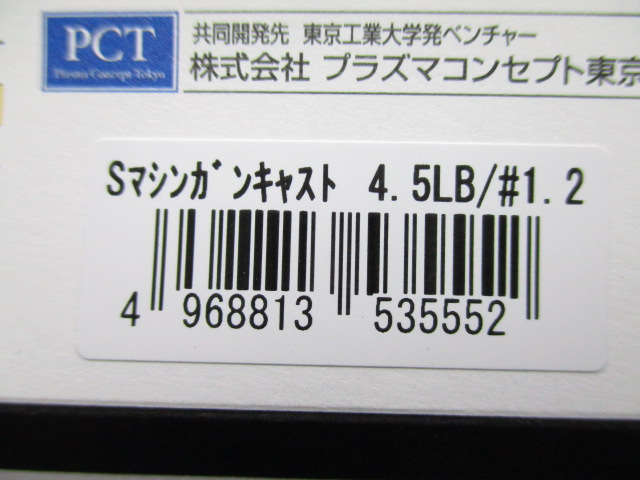 PCT
Plasma Concept Tokyo
共同開発先 東京工業大学発ベンチャー
株式会社 プラズマコンセプト東京
Sマシンガンキャスト 4.5LB/#1.2
4 968813 535552